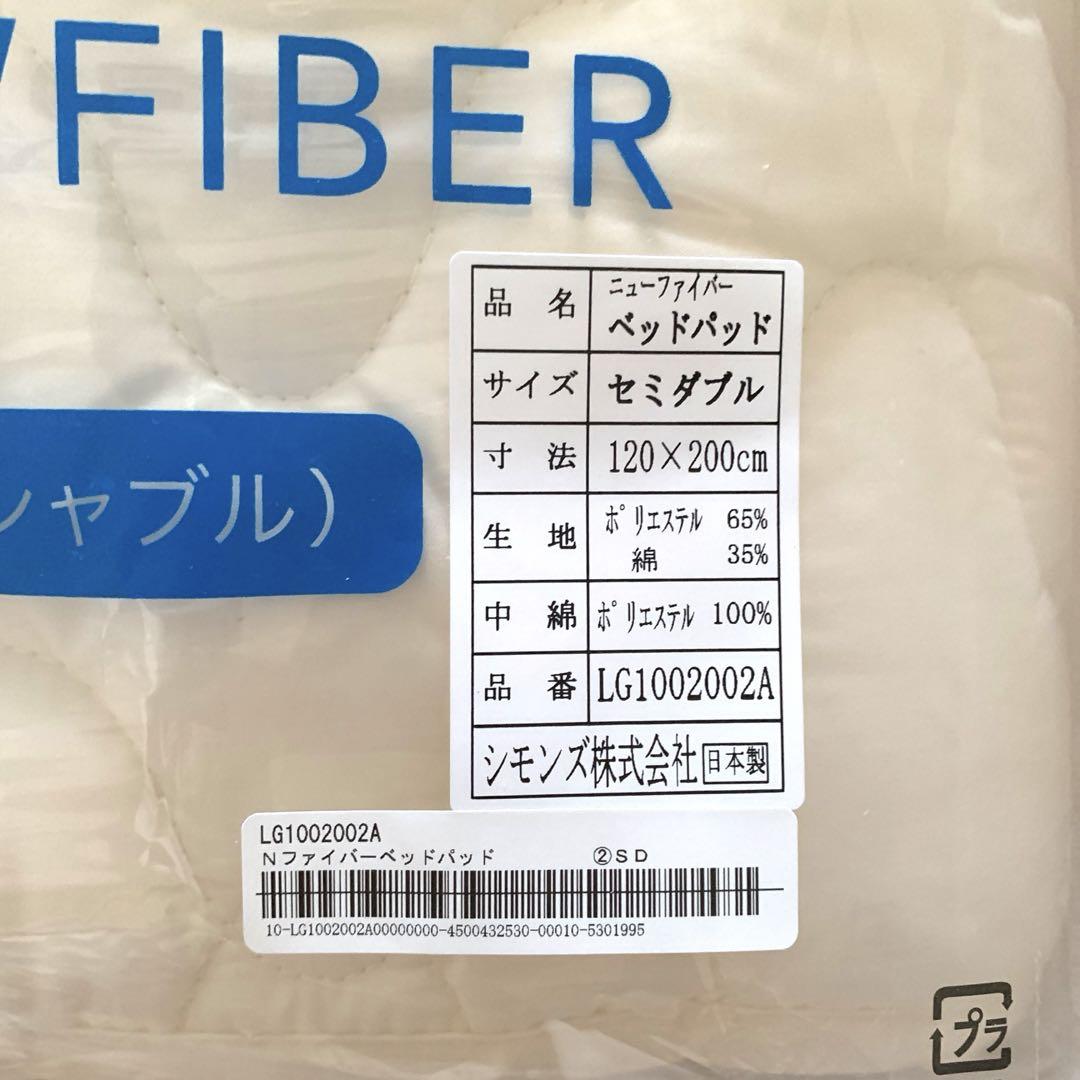 FIBER
品名 ニューファイバー
ベッドパッド
サイズ セミダブル
寸法 120×200cm
シャブル)
生地 ポリエステル 65%
綿 35%
中綿 ポリエステル 100%
品番 LG1002002A
シモンズ株式会社 日本製
LG1002002A
Nファイバーベッドパッド ②SD
10-LG1002002A00000000-4500432530-00010-5301995
プラ